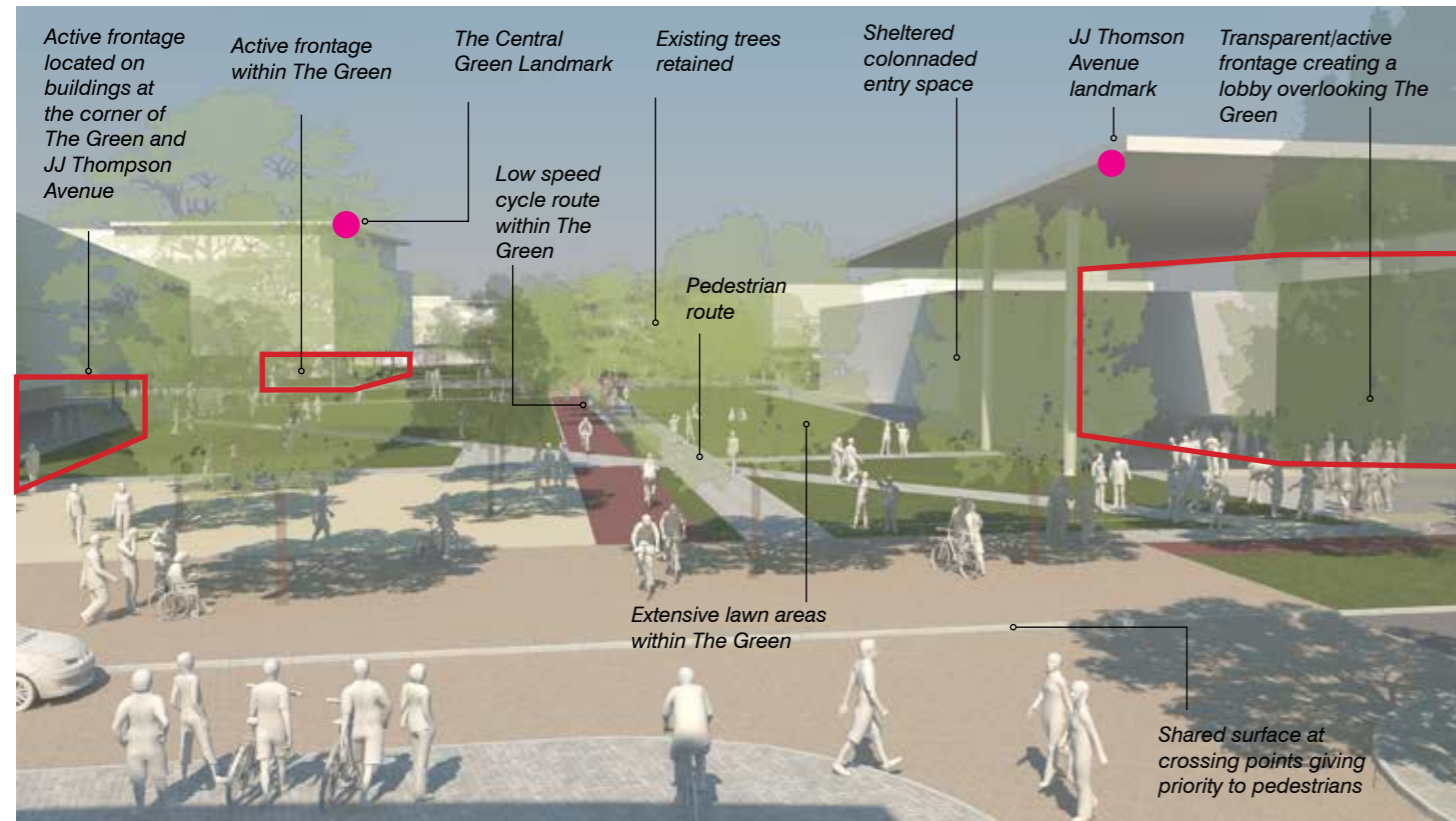 Active frontage
located on
buildings at
the corner of
The Green and
JJ Thompson
Avenue
Active frontage
within The Green
The Central
Green Landmark
Existing trees
retained
Sheltered
colonnaded
entry space
JJ Thomson
Avenue
landmark
Transparent/active
frontage creating a
lobby overlooking The
Green
Low speed
cycle route
within The
Green
Pedestrian
route
Extensive lawn areas
within The Green
Shared surface at
crossing points giving
priority to pedestrians